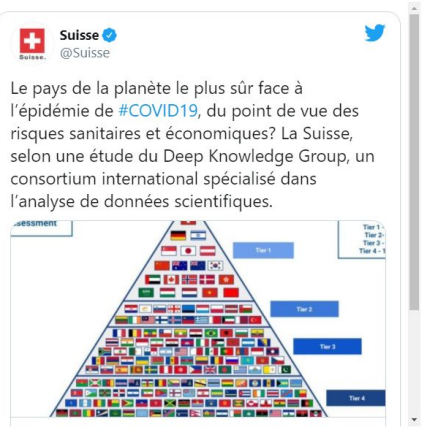 Suisse
@Suisse
Suisse.
Le pays de la planète le plus sûr face à
l'épidémie de #COVID19, du point de vue des
risques sanitaires et économiques? La Suisse,
selon une étude du Deep Knowledge Group, un
consortium international spécialisé dans
l'analyse de données scientifiques.
sessment
Tier 1 -
Tier 2-
Tier 3 -
Tier 4 - 1
Tier 1
Tier 2
Tier 3
Tier 4